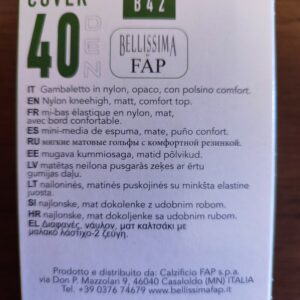 COVER
40
DEN
B42
BELLISSIMA
by
FAP
IT Gambaletto in nylon, opaco, con polsino comfort.
EN Nylon kneehigh, matt, comfort top.
FR mi-bas élastique en nylon, mat,
avec bord confortable.
ES mini-media de espuma, mate, puño confort.
RU мягкие матовые гольфы с комфортной резинкой.
EE mugava kummiosaga, matid põlvikud.
LV matētas neilona pusgarās zeķes ar ērtu
gumijas daļu.
LT nailoninės, matinės puskojinės su minkšta elastine
juosta.
SI najlonske, mat dokolenke z udobnim robom.
HR najlonske, mat dokoljenke sa udobnim robom.
EL Διαφανές, νάυλον, ματ καλτσάκι με
μαλακό λάστιχο-2 ζεύγη.
Prodotto e distribuito da: Calzificio FAP s.p.a.
via Don P. Mazzolari 9, 46040 Casaloldo (MN) ITALIA
Tel. +39 0376 74679 www.bellissimafap.it